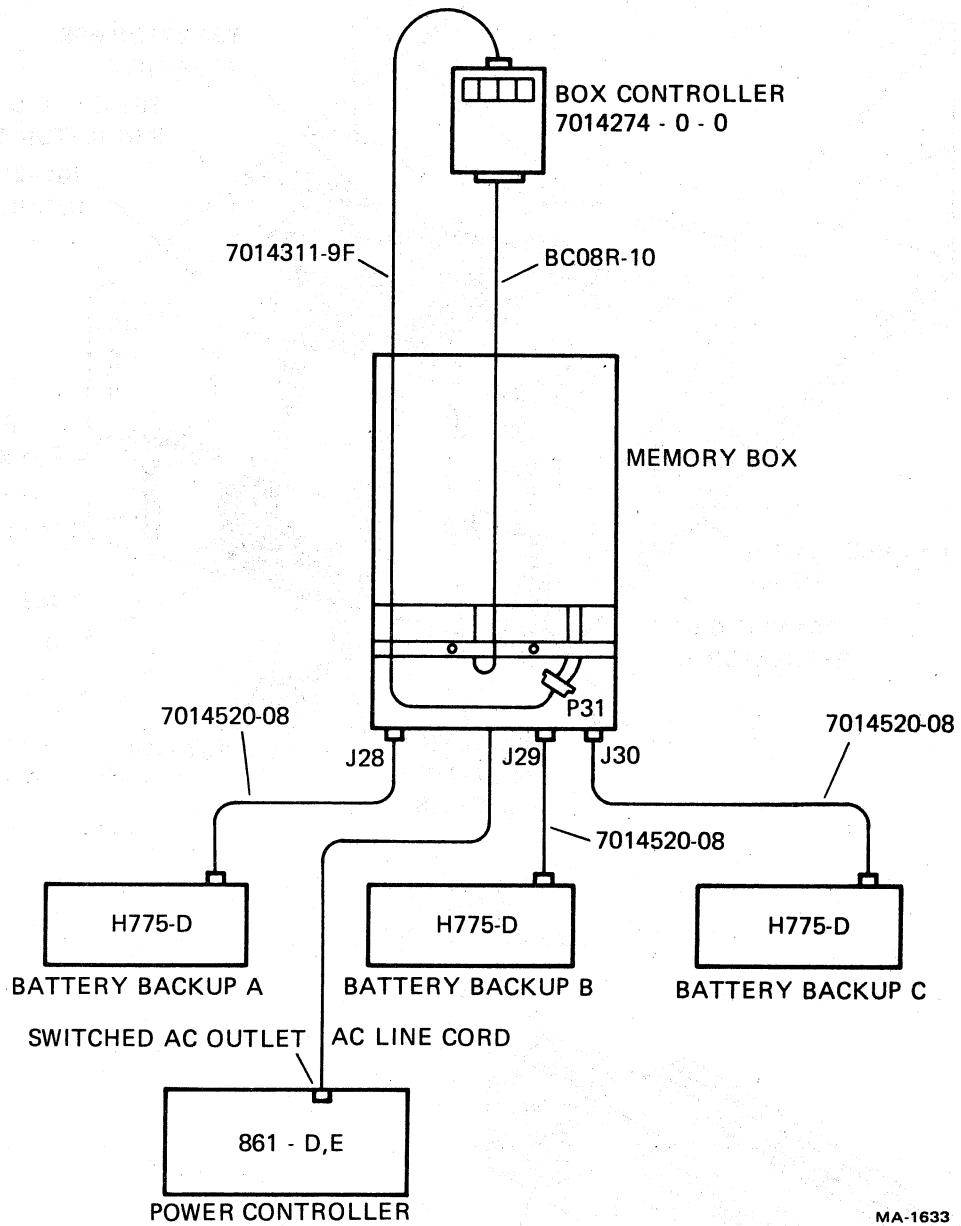 BOX CONTROLLER
7014274 - 0 - 0
7014311-9F
BC08R-10
MEMORY BOX
P31
7014520-08
J28
J29
J30
7014520-08
7014520-08
H775-D
H775-D
H775-D
BATTERY BACKUP A
BATTERY BACKUP B
BATTERY BACKUP C
SWITCHED AC OUTLET
AC LINE CORD
861 - D,E
POWER CONTROLLER
MA-1633